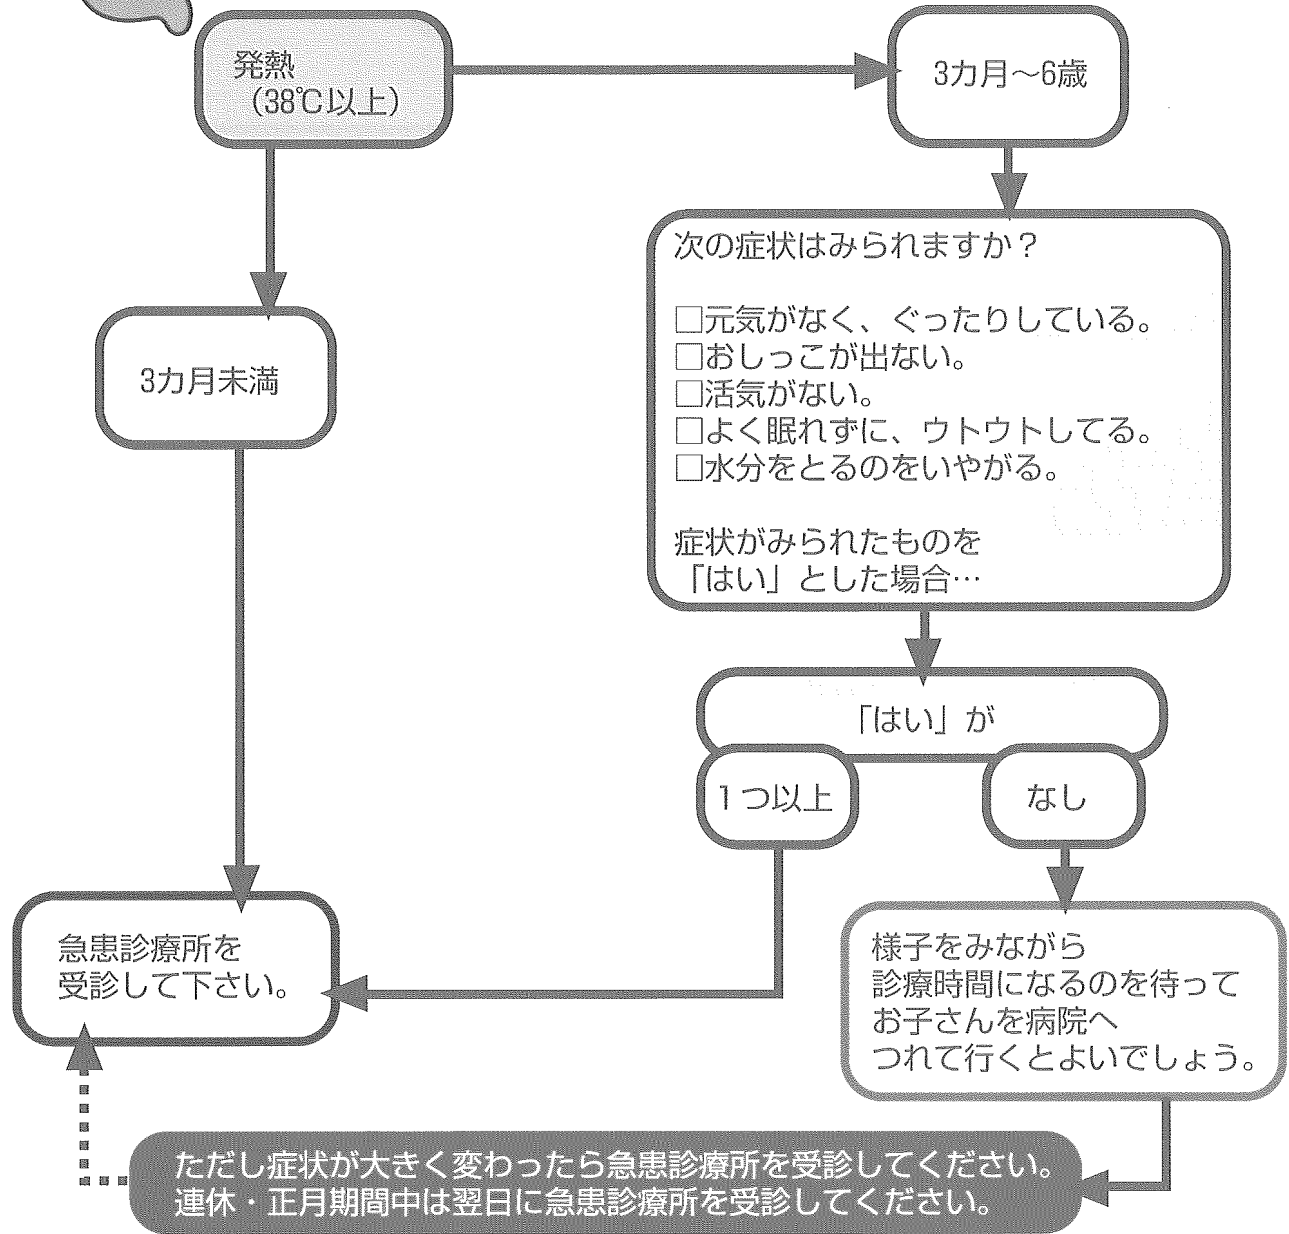 発熱
（38℃以上）
3カ月～6歳
次の症状はみられますか？
□元気がなく、ぐったりしている。
□おしっこが出ない。
□活気がない。
□よく眠れずに、ウトウトしてる。
□水分をとるのをいやがる。
症状がみられたものを
「はい」とした場合…
3カ月未満
「はい」が
1つ以上
なし
急患診療所を
受診して下さい。
様子をみながら
診療時間になるのを待って
お子さんを病院へ
つれて行くとよいでしょう。
ただし症状が大きく変わったら急患診療所を受診してください。
連休・正月期間中は翌日に急患診療所を受診してください。